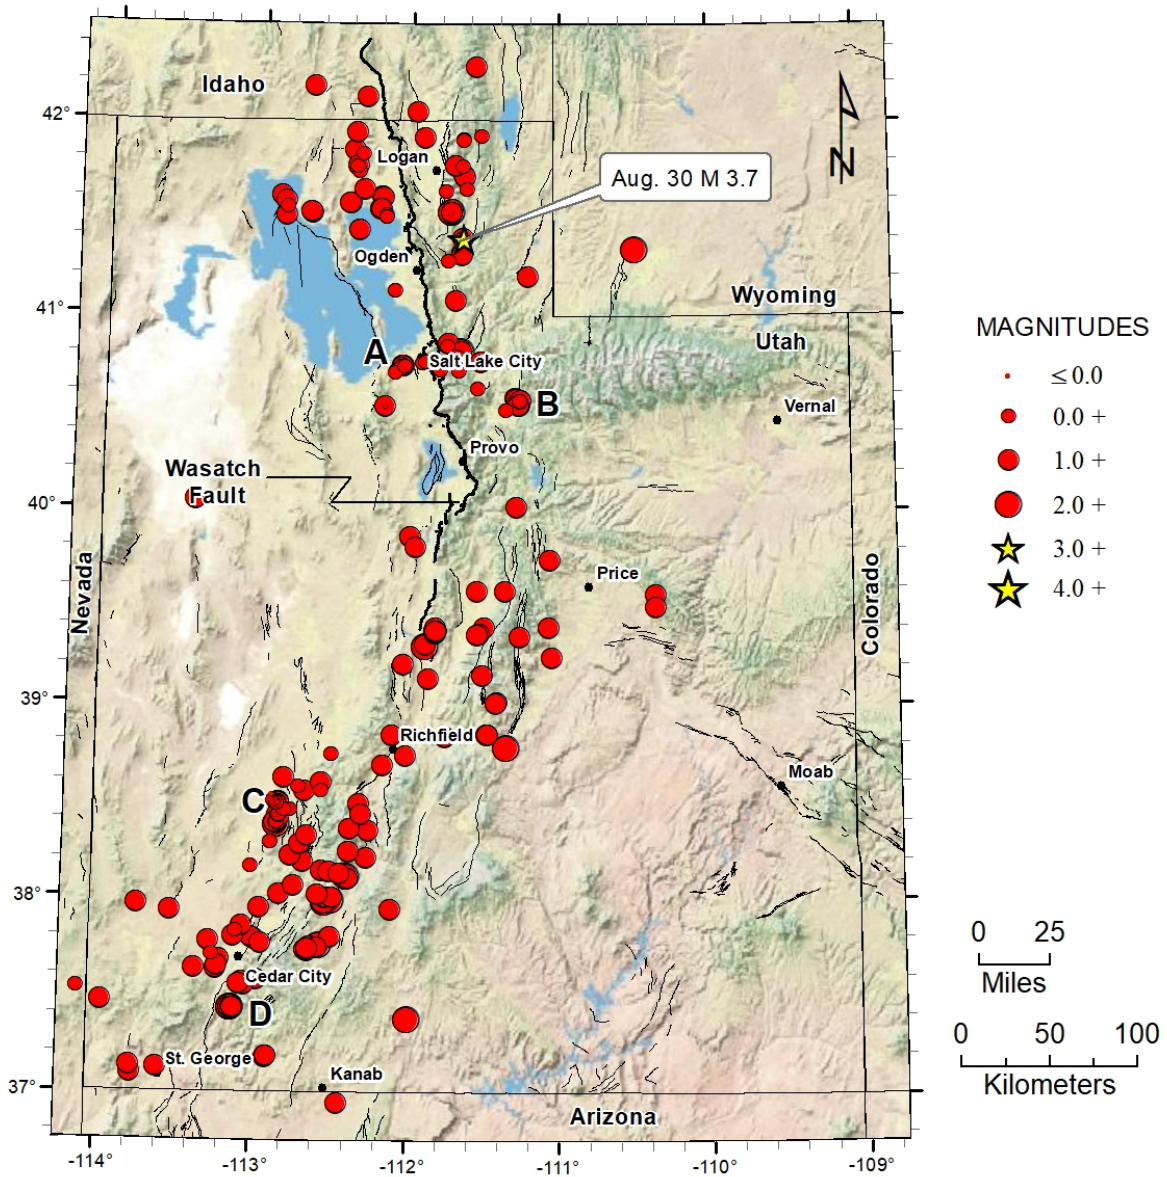 Idaho
42°
Logan
N
Aug. 30 M 3.7
Ogden
41°
Wyoming
Utah
A
Salt Lake City
B
Vernal
Provo
Wasatch
Fault
40°
Price
Nevada
Colorado
39°
Richfield
Moab
C
38°
Cedar City
D
St. George
Kanab
37°
Arizona
-114°
-113°
-112°
-111°
-110°
-109°
MAGNITUDES
≤ 0.0
0.0 +
1.0 +
2.0 +
3.0 +
4.0 +
0 25
Miles
0 50 100
Kilometers